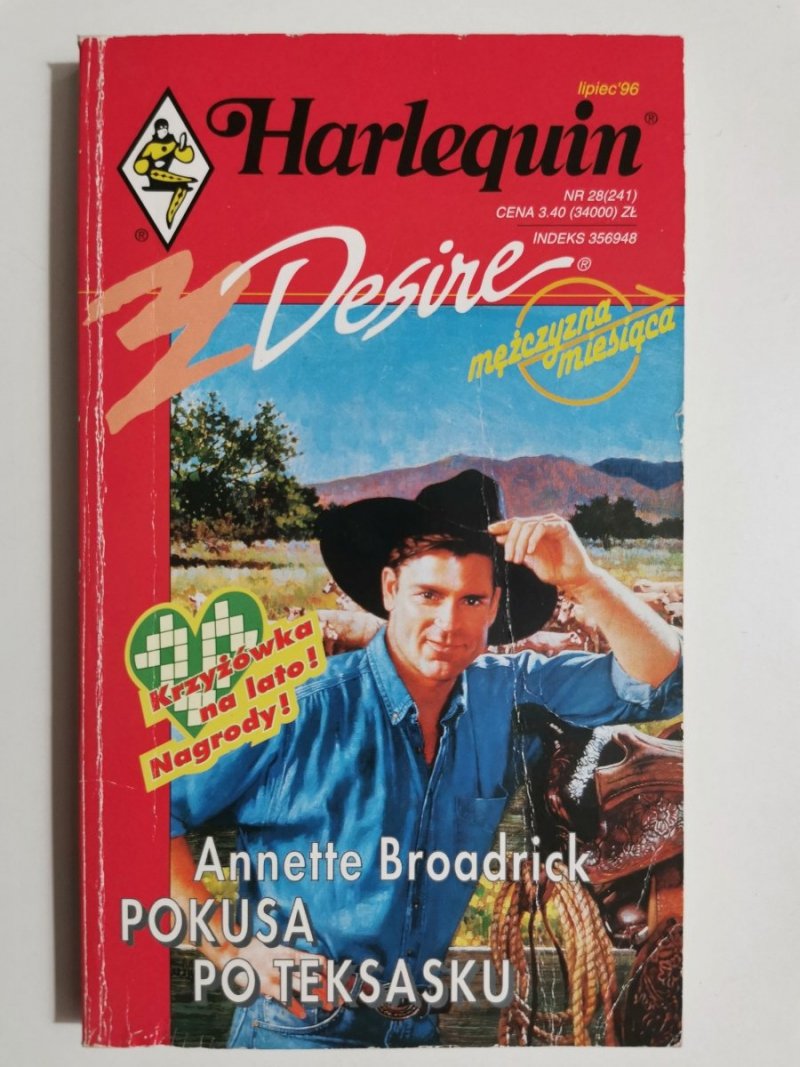 lipiec'96
Harlequin®
NR 28(241)
CENA 3.40 (34000) ZŁ
INDEKS 356948
®
Desire®
mężczyzna
miesiąca
Krzyżówka
na lato!
Nagrody!
Annette Broadrick
POKUSA
PO TEKSASKU